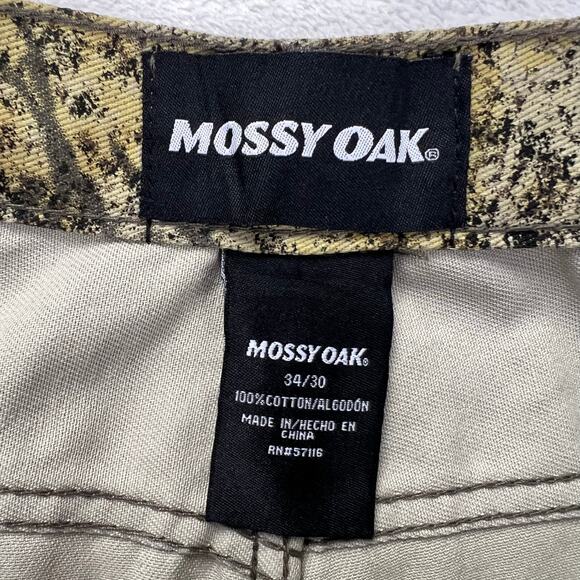 MOSSY OAK®
MOSSY OAK®
34/30
100%COTTON/ALGODÓN
MADE IN/HECHO EN
CHINA
RN#57116